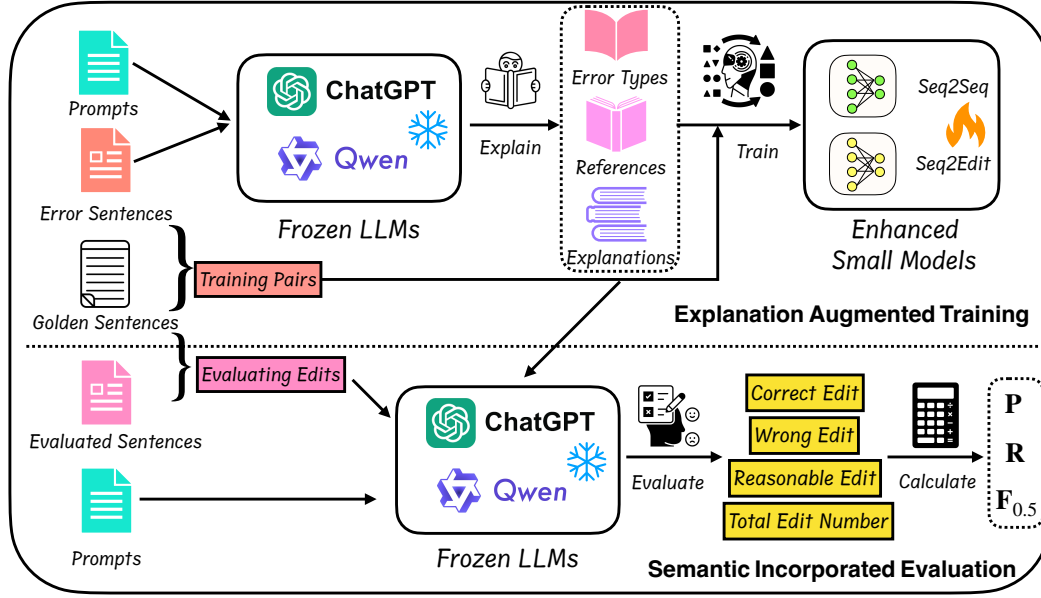 Prompts
Error Sentences
Golden Sentences
Training Pairs
ChatGPT
Qwen
Frozen LLMs
Explain
Error Types
References
Explanations
Train
Seq2Seq
Seq2Edit
Enhanced
Small Models
Explanation Augmented Training
Evaluated Sentences
Prompts
Evaluating Edits
ChatGPT
Qwen
Frozen LLMs
Evaluate
Correct Edit
Wrong Edit
Reasonable Edit
Total Edit Number
Calculate
P
R
F0.5
Semantic Incorporated Evaluation